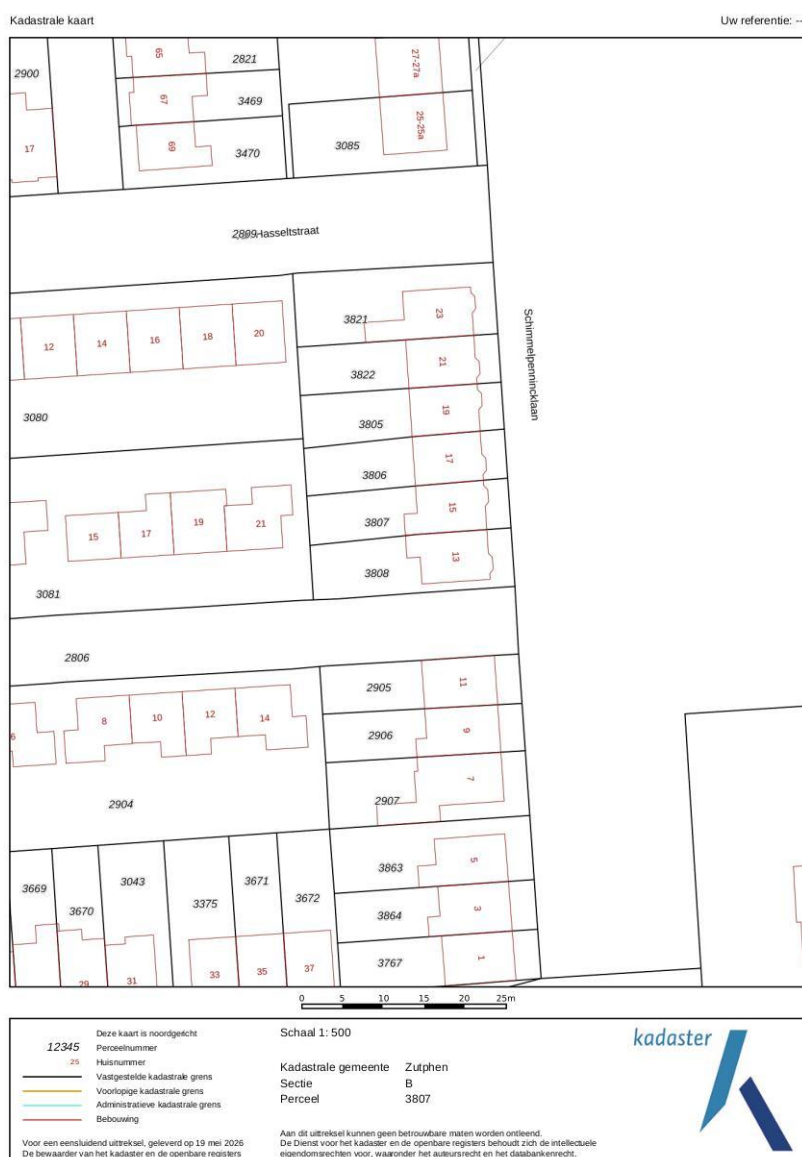 Kadastrale kaart
Uw referentie: --
2900
65
2821
27-27a
67
3469
25-25a
17
69
3470
3085
2899
Hasseltstraat
3821
23
Schimmelpennincklaan
12
14
16
18
20
3822
21
3080
3805
19
3806
17
15
17
19
21
3807
15
3808
13
3081
2806
2905
11
6
8
10
12
14
2906
9
2904
2907
7
3669
3670
3043
3375
3671
3672
3863
5
3864
3
29
31
33
35
37
3767
1
0 5 10 15 20 25m
Deze kaart is noordgericht
12345 Perceelnummer
25 Huisnummer
Vastgestelde kadastrale grens
Voorlopige kadastrale grens
Administratieve kadastrale grens
Bebouwing
Voor een eensluidend uittreksel, geleverd op 19 mei 2026
De bewaarder van het kadaster en de openbare registers
Schaal 1: 500
Kadastrale gemeente Zutphen
Sectie B
Perceel 3807
Aan dit uittreksel kunnen geen betrouwbare maten worden ontleend.
De Dienst voor het kadaster en de openbare registers behoudt zich de intellectuele
eigendomsrechten voor, waaronder het auteursrecht en het databankenrecht.
kadaster